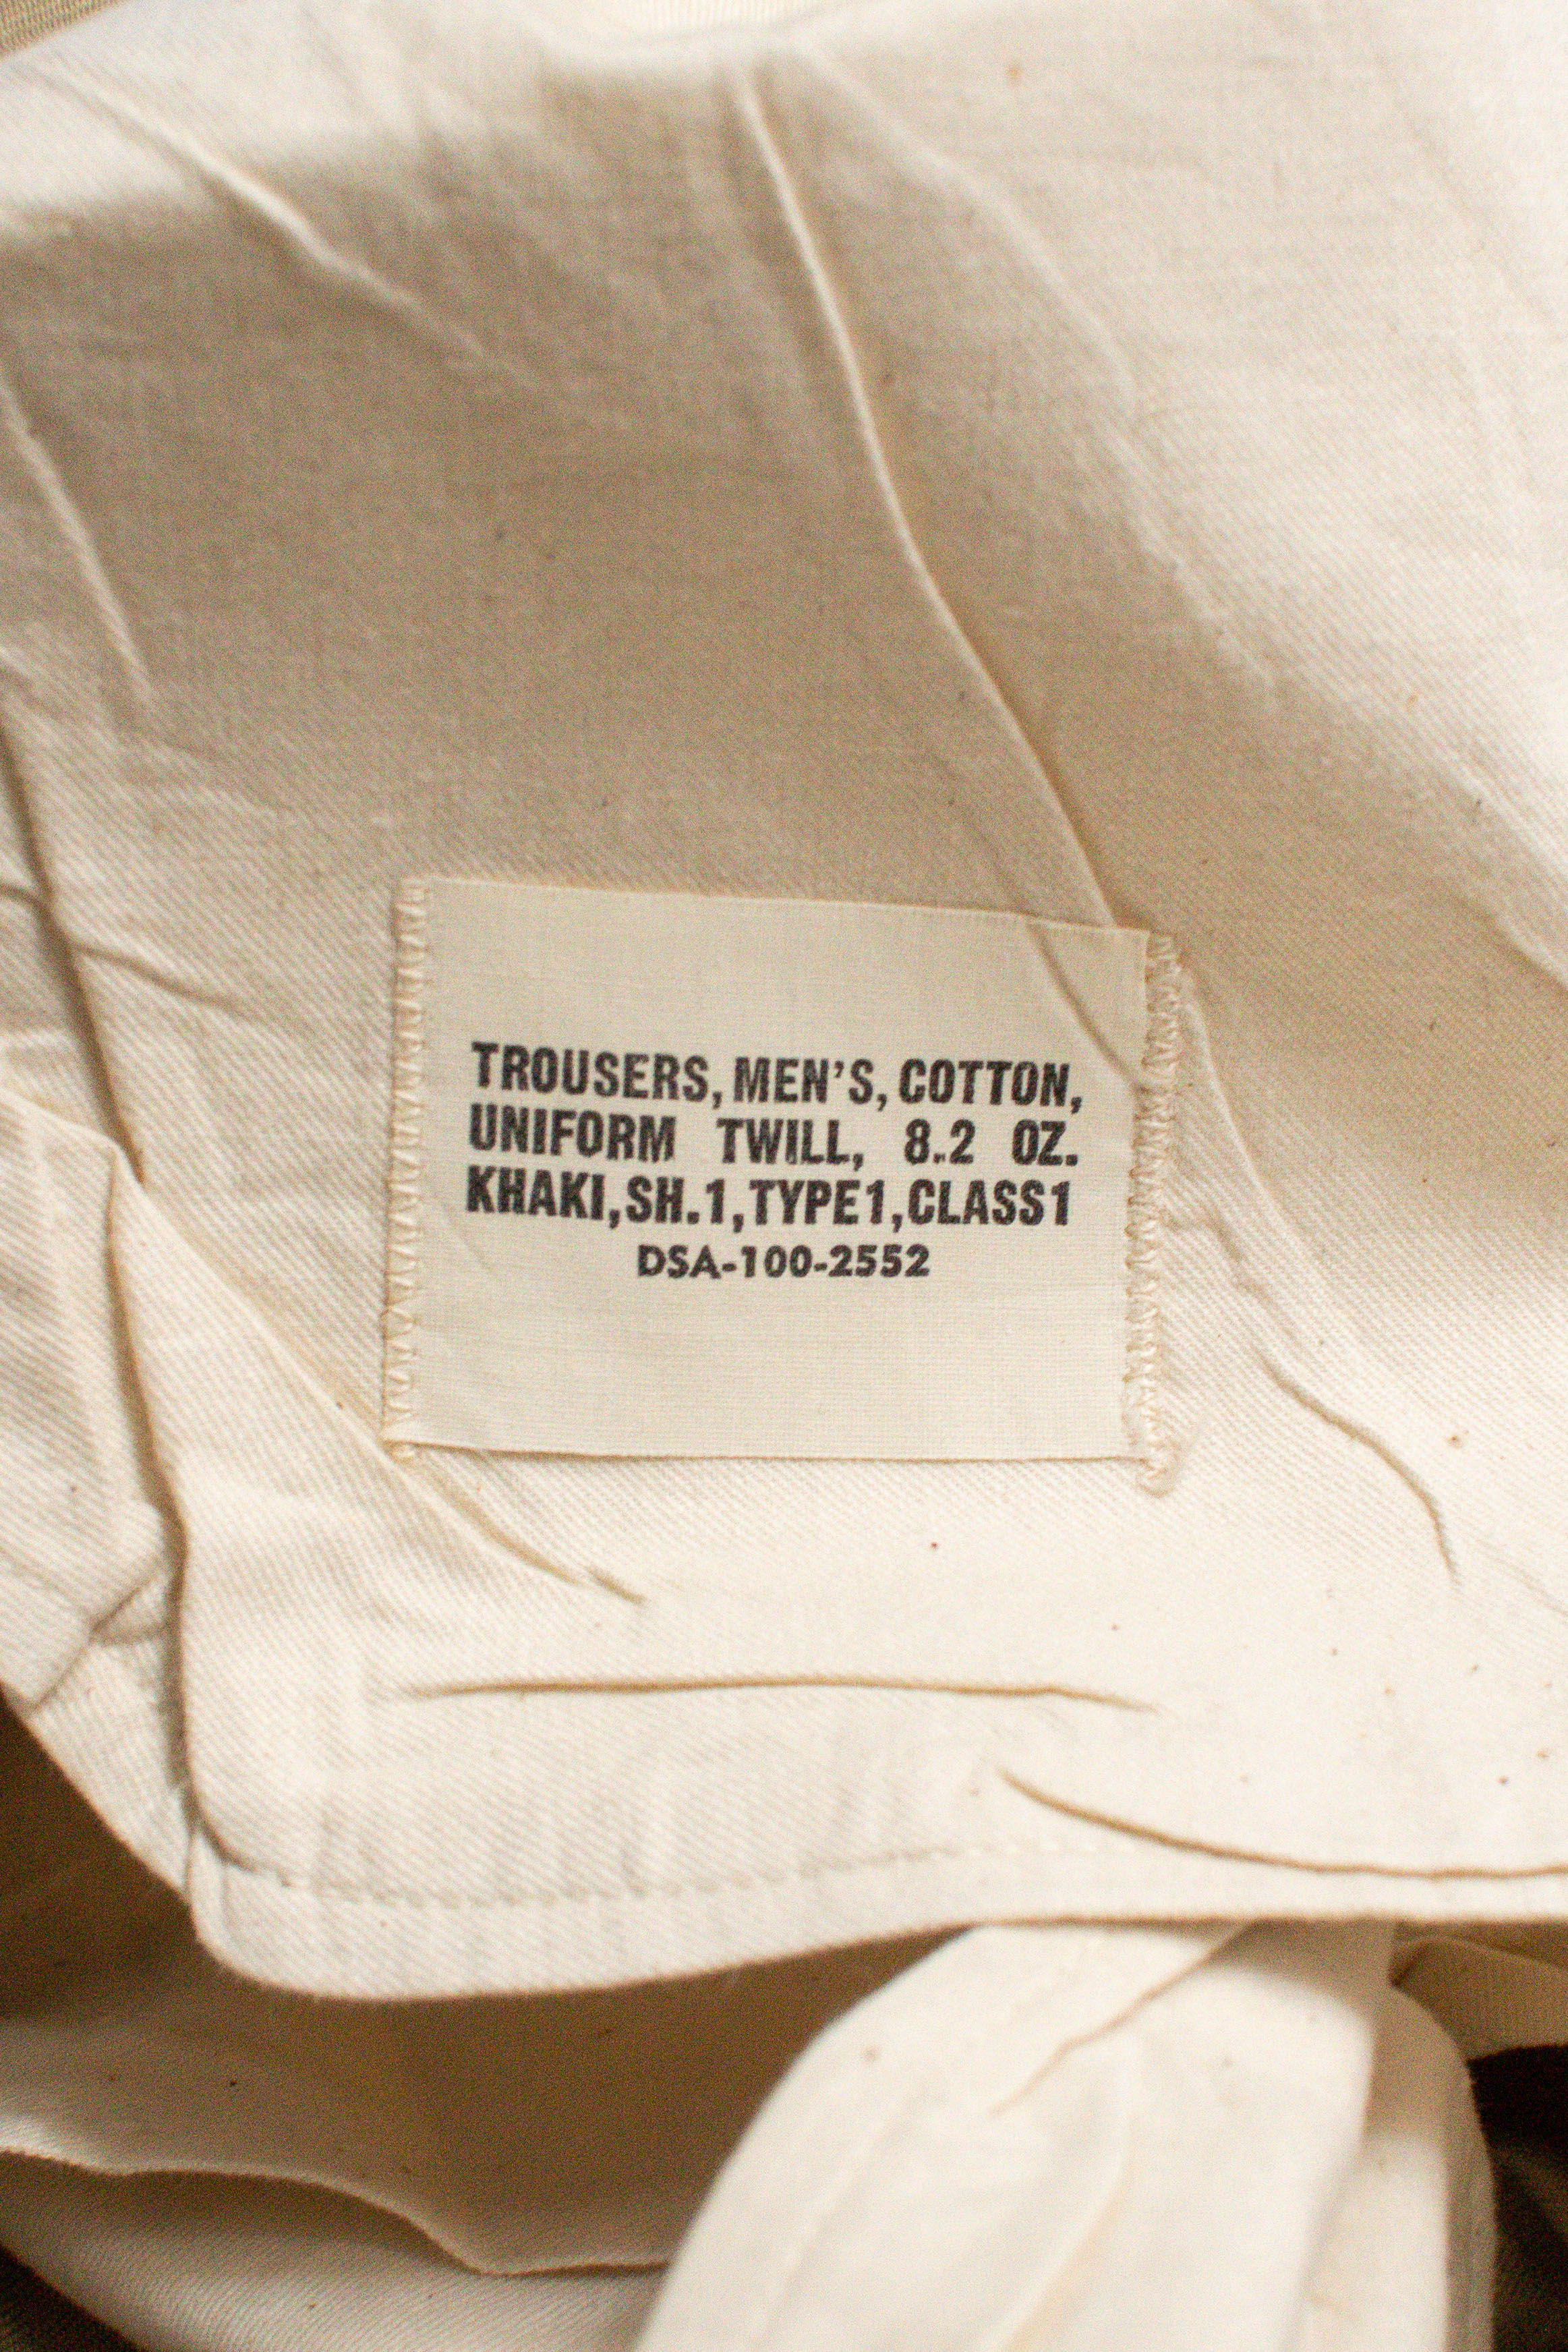 TROUSERS, MEN'S, COTTON,
UNIFORM TWILL, 8.2 OZ.
KHAKI, SH.1, TYPE1, CLASS1
DSA-100-2552